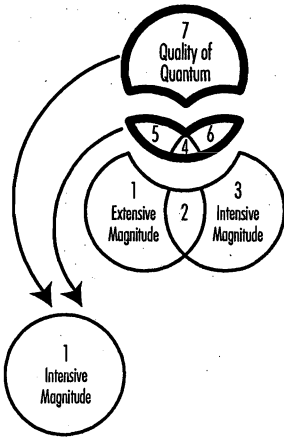 7
Quality of
Quantum
5
6
4
1
Extensive
Magnitude
2
3
Intensive
Magnitude
1
Intensive
Magnitude